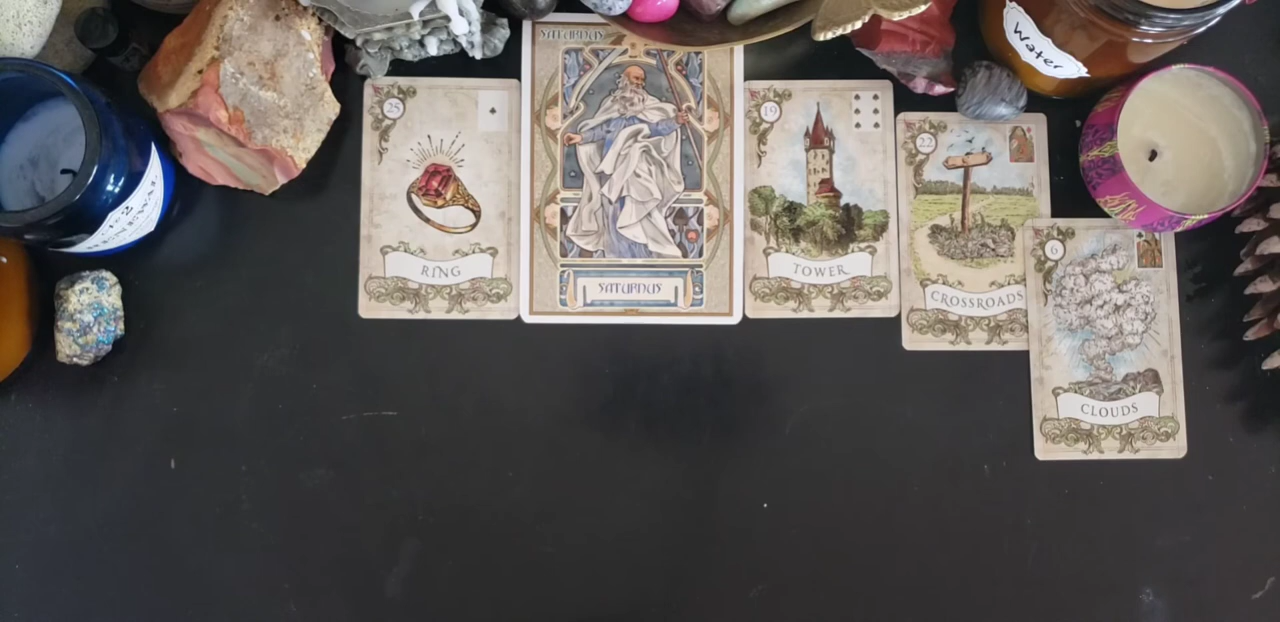 Water
SATURNUS
25
RING
SATURNUS
19
TOWER
22
CROSSROADS
6
CLOUDS